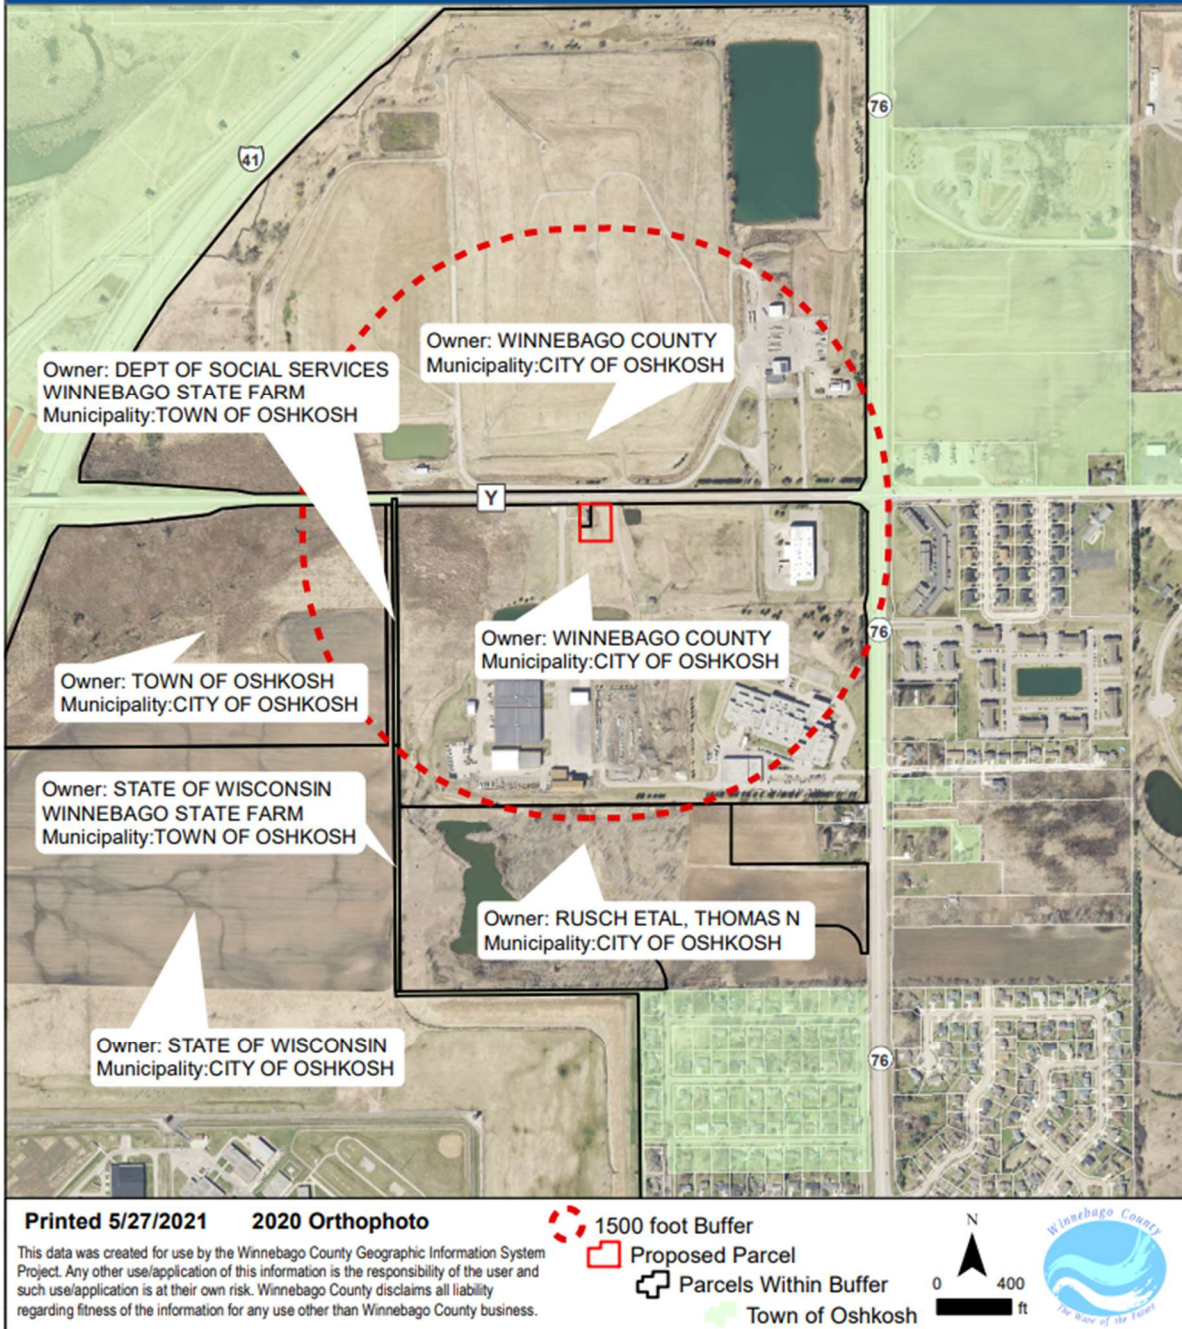 76
41
Owner: WINNEBAGO COUNTY
Municipality:CITY OF OSHKOSH
Owner: DEPT OF SOCIAL SERVICES
WINNEBAGO STATE FARM
Municipality:TOWN OF OSHKOSH
Y
Owner: WINNEBAGO COUNTY
Municipality:CITY OF OSHKOSH
76
Owner: TOWN OF OSHKOSH
Municipality:CITY OF OSHKOSH
Owner: STATE OF WISCONSIN
WINNEBAGO STATE FARM
Municipality:TOWN OF OSHKOSH
Owner: RUSCH ETAL, THOMAS N
Municipality:CITY OF OSHKOSH
Owner: STATE OF WISCONSIN
Municipality:CITY OF OSHKOSH
76
Printed 5/27/2021 2020 Orthophoto
This data was created for use by the Winnebago County Geographic Information System
Project. Any other use/application of this information is the responsibility of the user and
such use/application is at their own risk. Winnebago County disclaims all liability
regarding fitness of the information for any use other than Winnebago County business.
1500 foot Buffer
Proposed Parcel
Parcels Within Buffer
Town of Oshkosh
N
0 400
ft
Winnebago County
The Wave of the Future